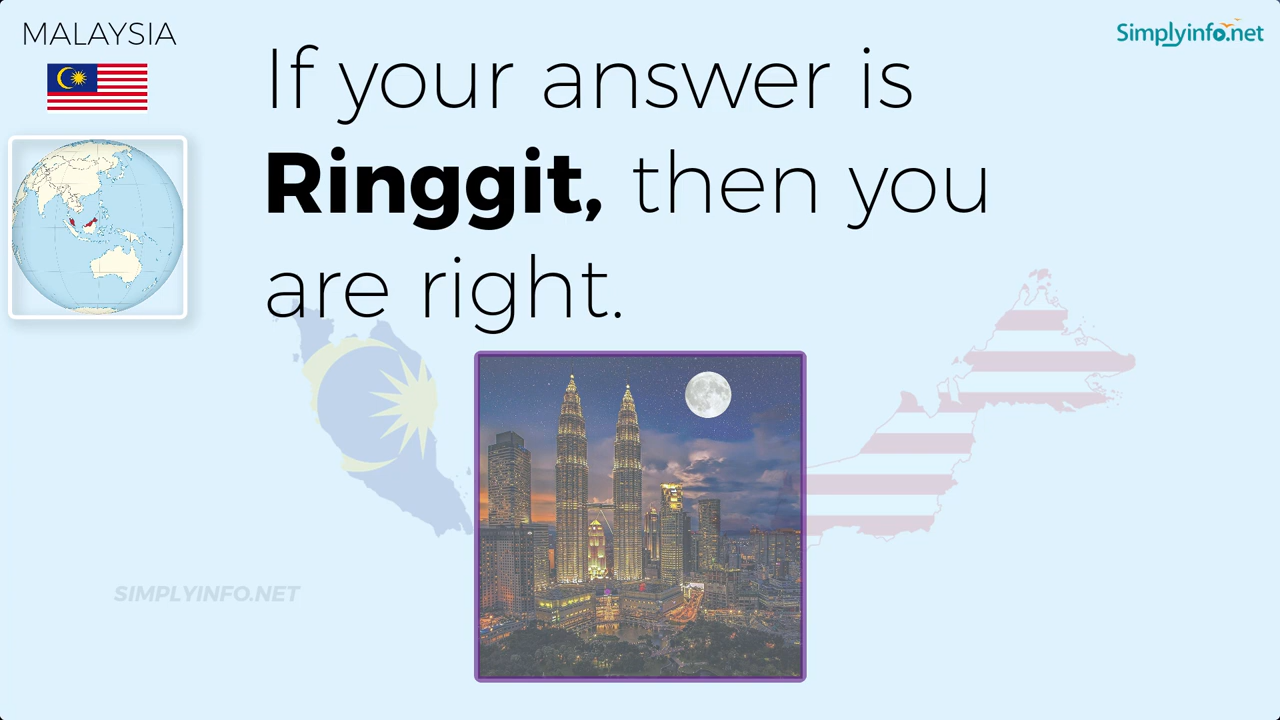 MALAYSIA
Simplyinfo.net
If your answer is
Ringgit, then you
are right.
SIMPLYINFO.NET